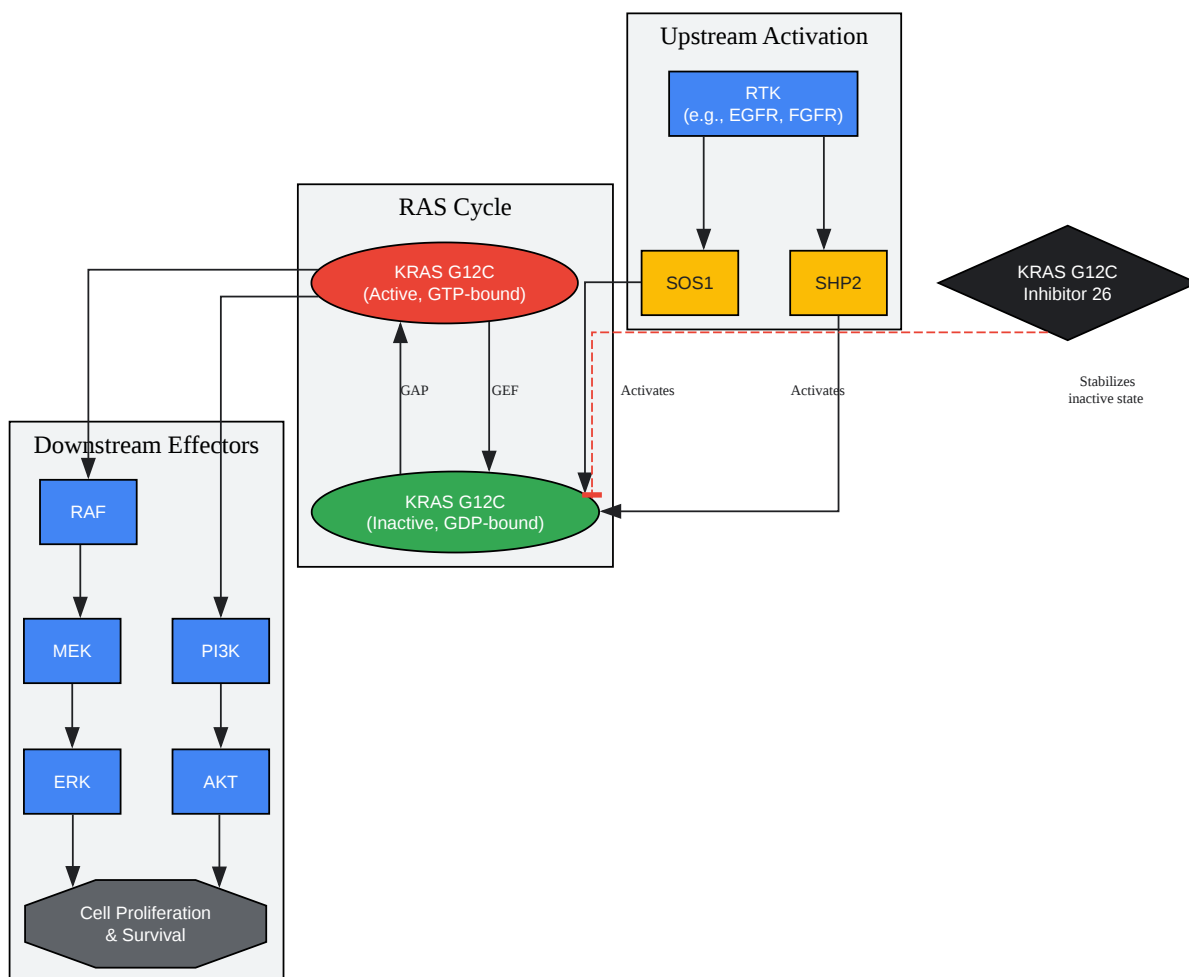 Upstream Activation
RTK
(e.g., EGFR, FGFR)
RAS Cycle
KRAS G12C
(Active, GTP-bound)
SOS1
SHP2
KRAS G12C
Inhibitor 26
GAP
GEF
Activates
Activates
Stabilizes
inactive state
Downstream Effectors
KRAS G12C
(Inactive, GDP-bound)
RAF
MEK
PI3K
ERK
AKT
Cell Proliferation
& Survival